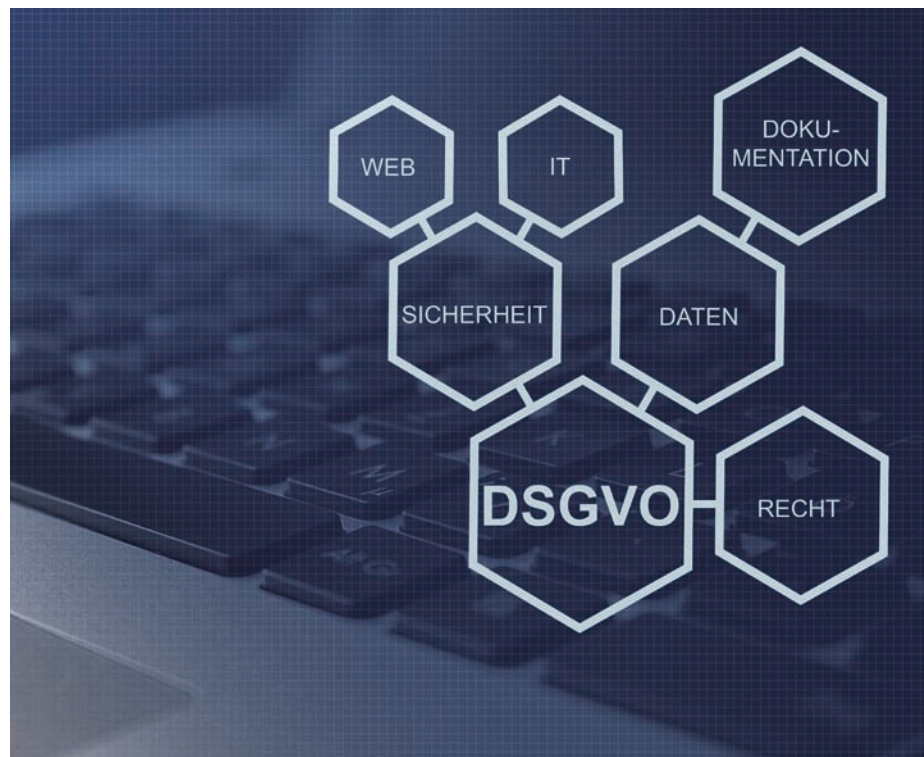 WEB
IT
DOKU-
MENTATION
SICHERHEIT
DATEN
DSGVO
RECHT